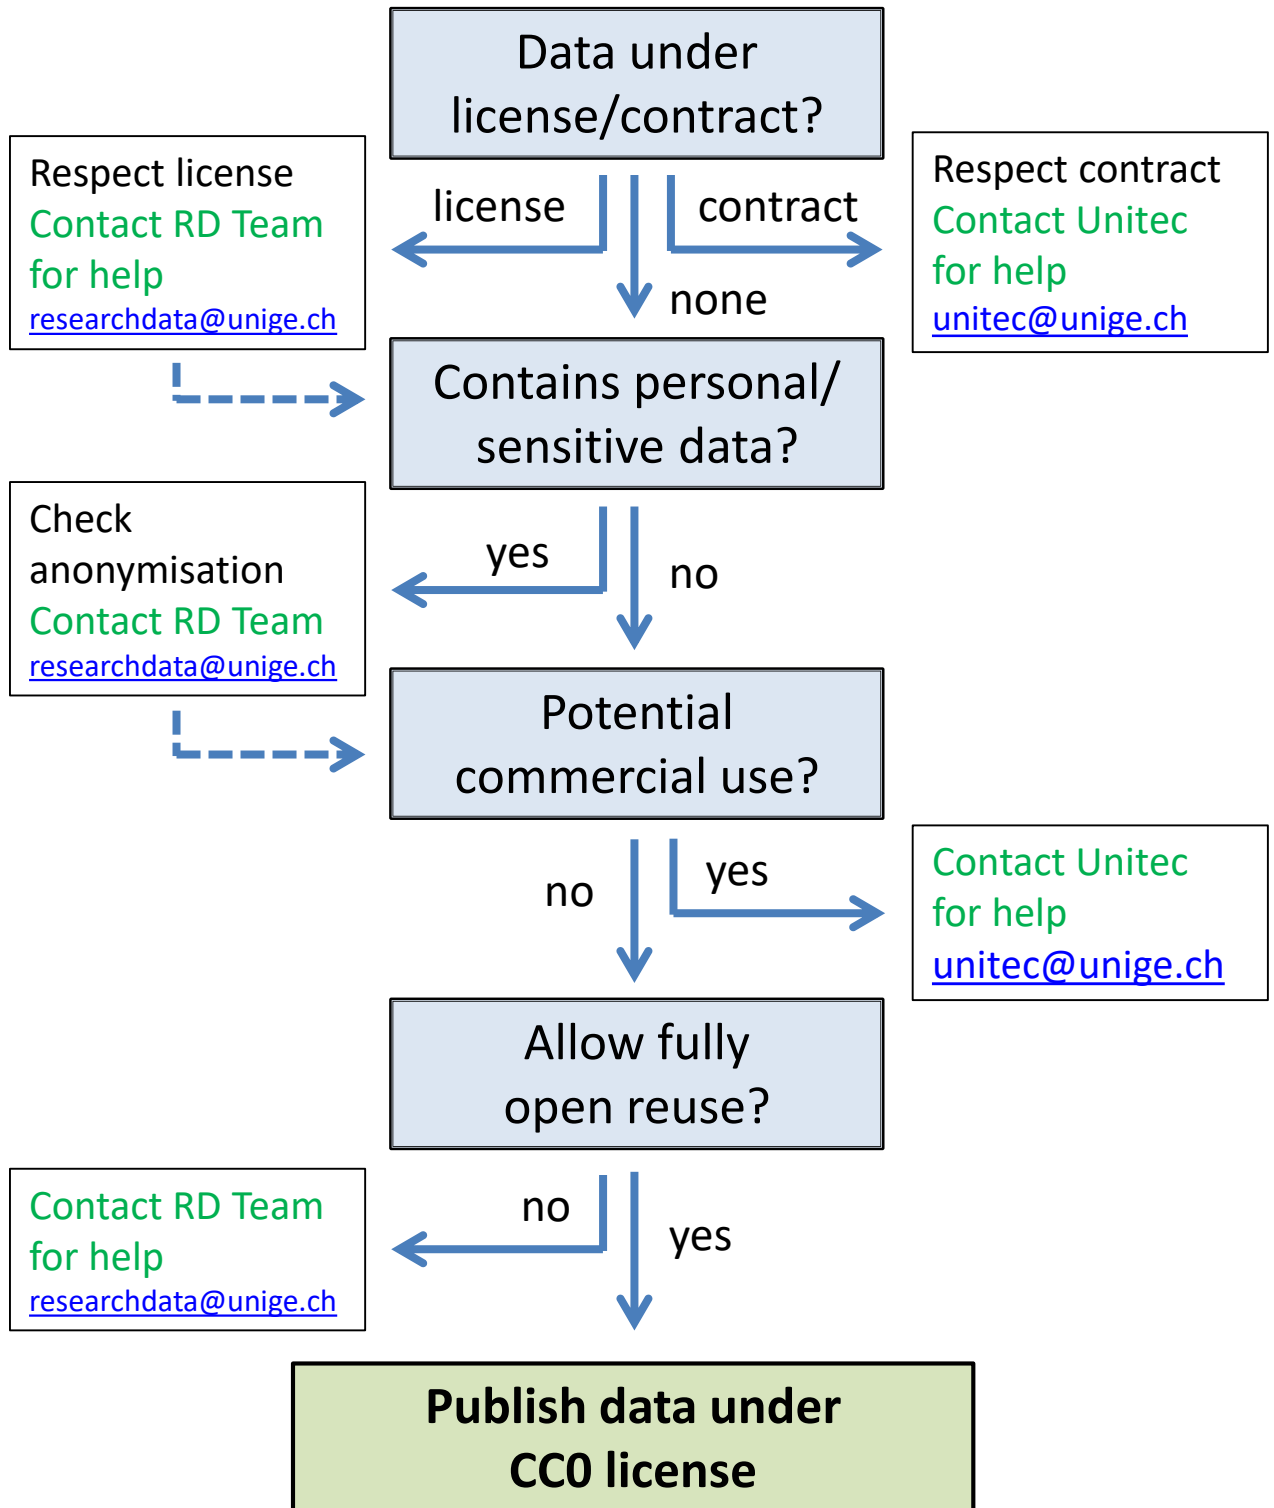 Data under
license/contract?
Respect license
Contact RD Team
for help
researchdata@unige.ch
license
contract
none
Respect contract
Contact Unitec
for help
unitec@unige.ch
Contains personal/
sensitive data?
Check
anonymisation
Contact RD Team
researchdata@unige.ch
yes
no
Potential
commercial use?
no
yes
Contact Unitec
for help
unitec@unige.ch
Allow fully
open reuse?
Contact RD Team
for help
researchdata@unige.ch
no
yes
Publish data under
CC0 license